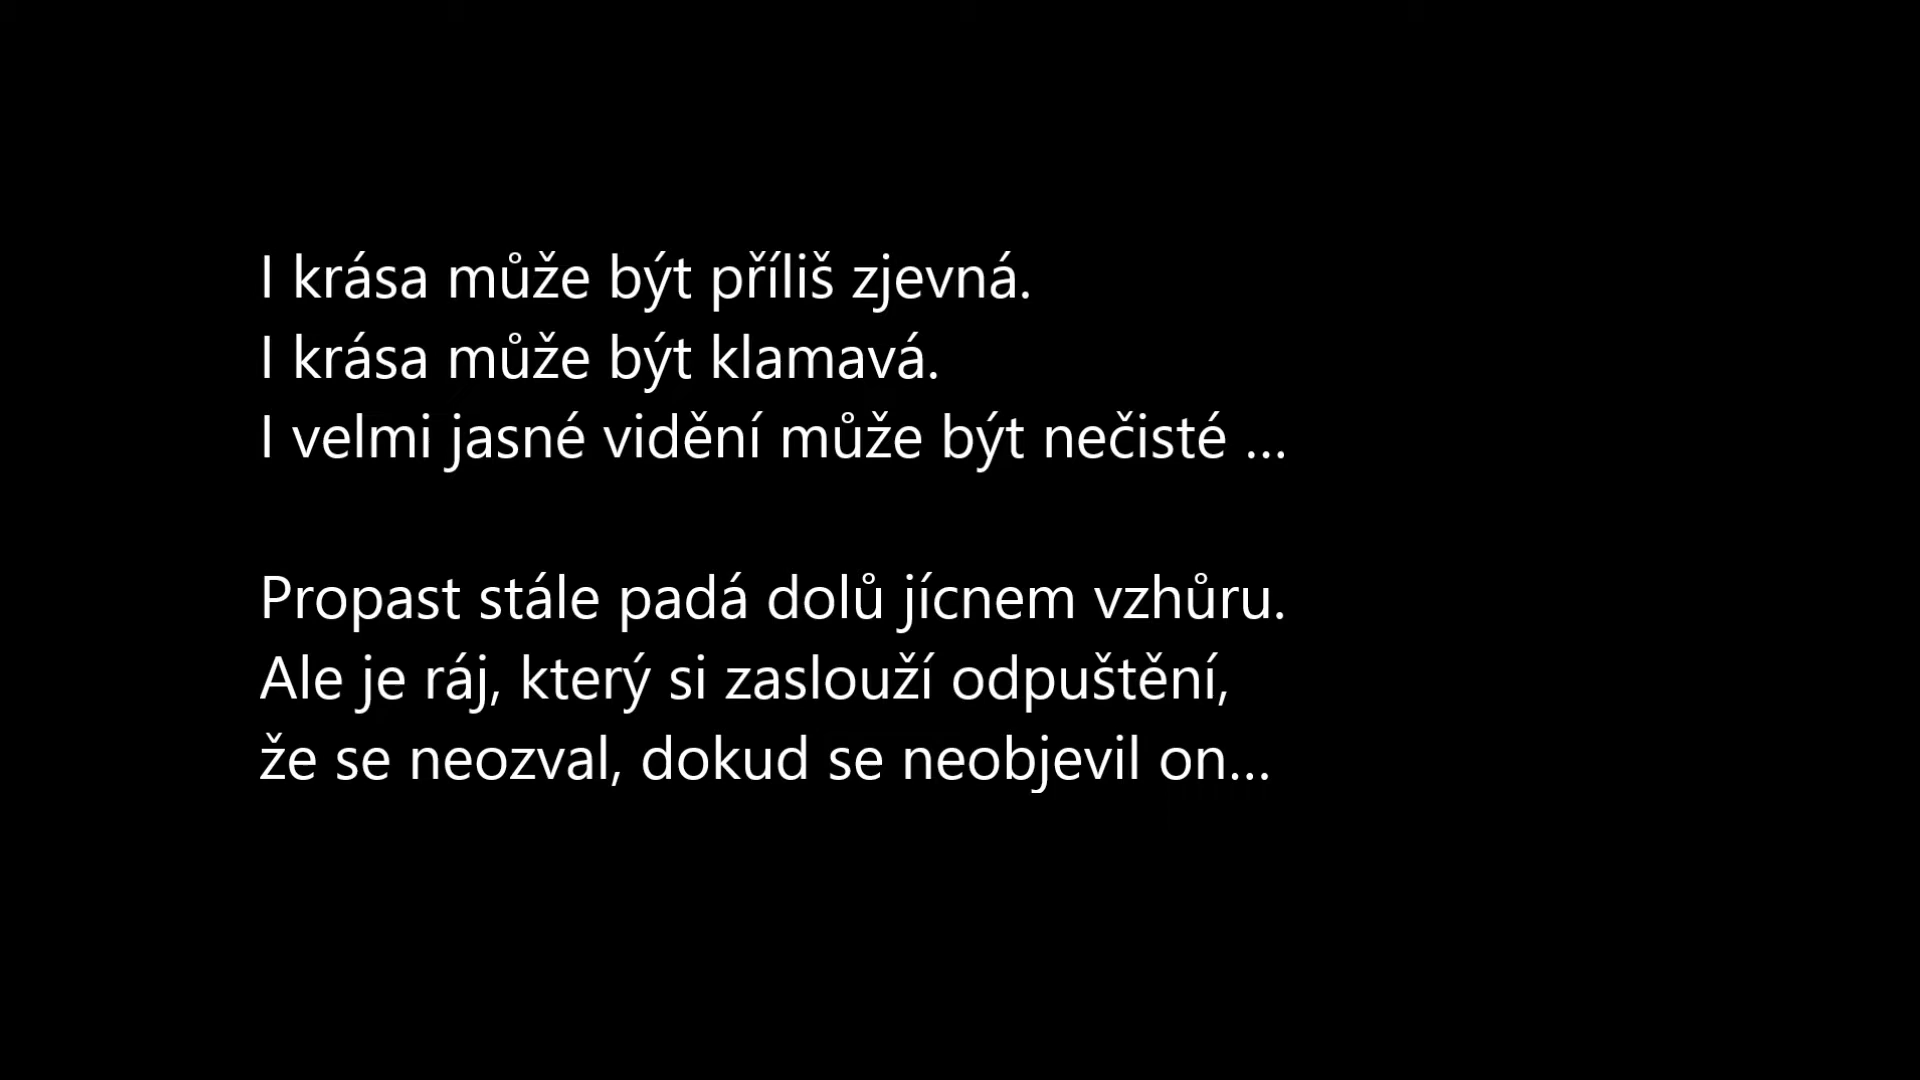 I krása může být příliš zjevná.
I krása může být klamavá.
I velmi jasné vidění může být nečisté ...
Propast stále padá dolů jícnem vzhůru.
Ale je ráj, který si zaslouží odpuštění,
že se neozval, dokud se neobjevil on...